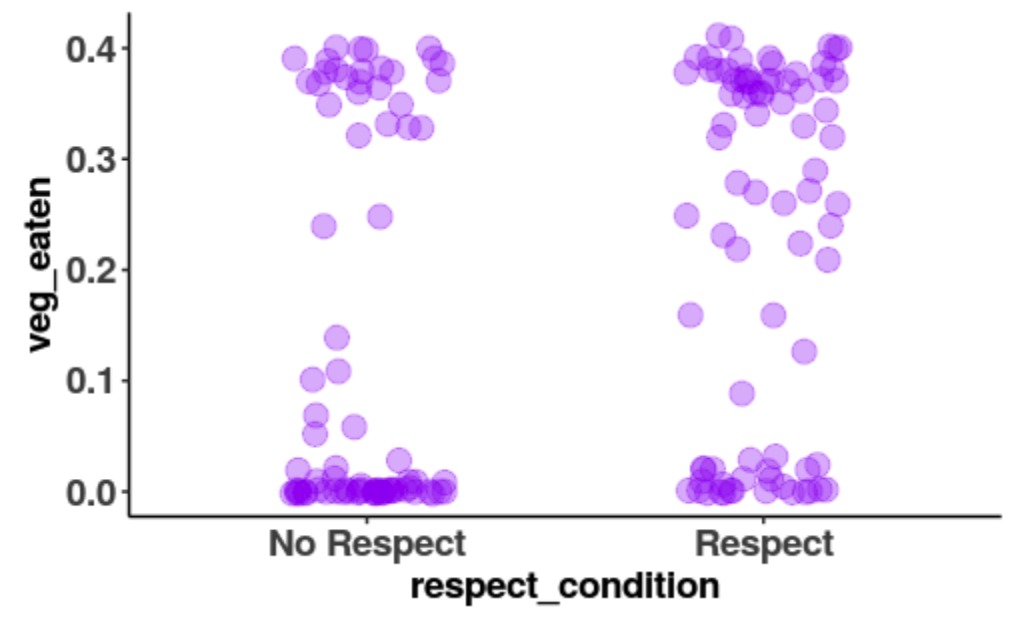 0.4
0.3
0.2
0.1
0.0
veg_eaten
No Respect
Respect
respect_condition